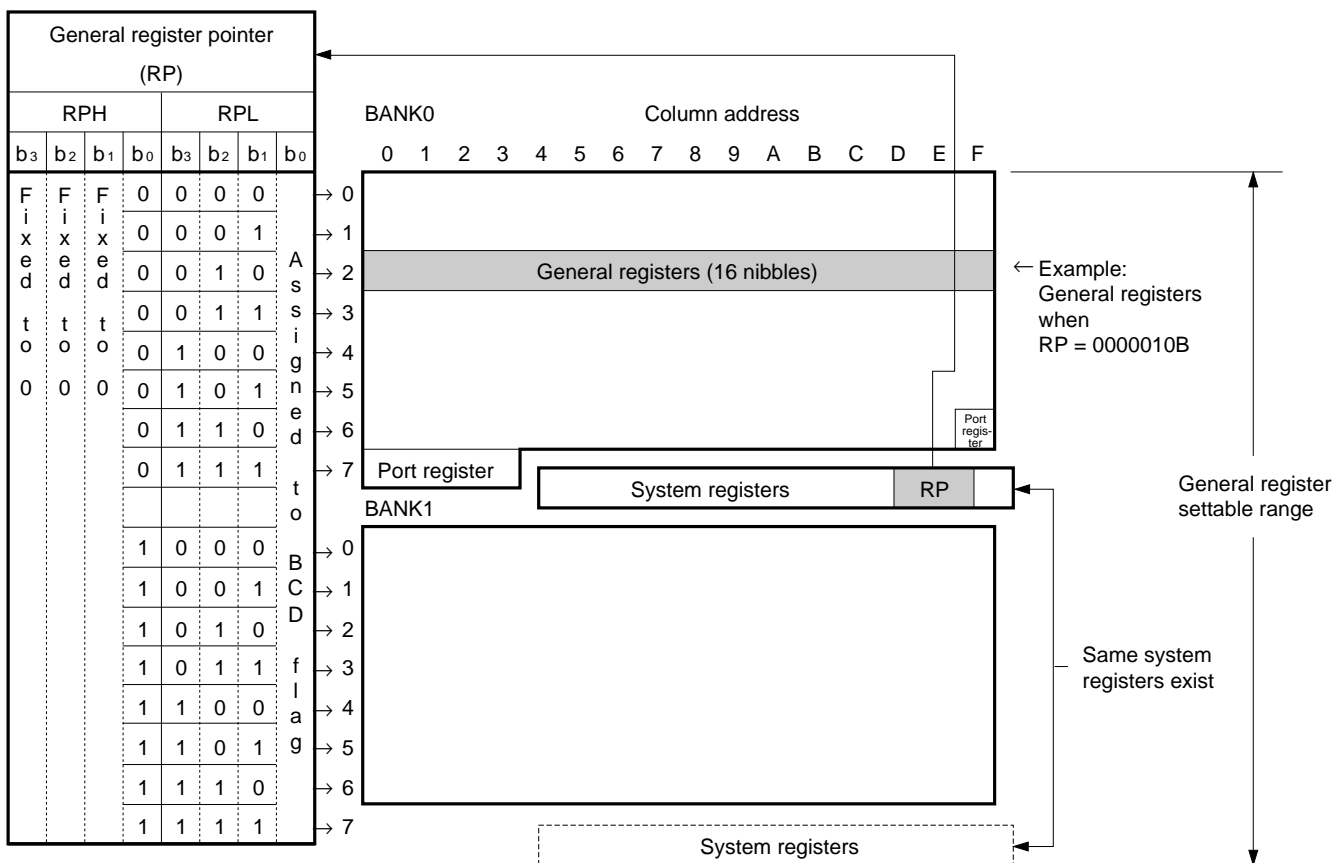 General register pointer
(RP)
RPH RPL
b3 b2 b1 b0 b3 b2 b1 b0
Fixed to 0
Fixed to 0
Fixed to 0
Assigned to BCD flag
0 0 0 0
0 0 0 1
0 0 1 0
0 0 1 1
0 1 0 0
0 1 0 1
0 1 1 0
0 1 1 1
1 0 0 0
1 0 0 1
1 0 1 0
1 0 1 1
1 1 0 0
1 1 0 1
1 1 1 0
1 1 1 1
BANK0 Column address
0 1 2 3 4 5 6 7 8 9 A B C D E F
→ 0
→ 1
→ 2
→ 3
→ 4
→ 5
→ 6
→ 7
General registers (16 nibbles)
← Example:
General registers
when
RP = 0000010B
Port
regis-
ter
Port register
System registers
RP
BANK1
→ 0
→ 1
→ 2
→ 3
→ 4
→ 5
→ 6
→ 7
General register
settable range
Same system
registers exist
System registers